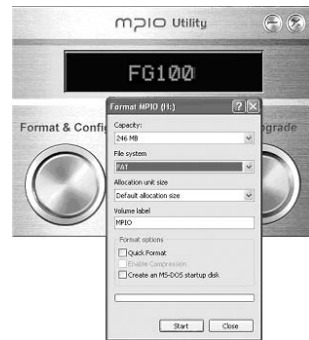 mpio Utility
FG100
Format & Confi
pgrade
Format MPIO (H:)
Capacity:
246 MB
File system
FAT
Allocation unit size
Default allocation size
Volume label
MPIO
Format options
Quick Format
Enable Compression
Create an MS-DOS startup disk
Start
Close